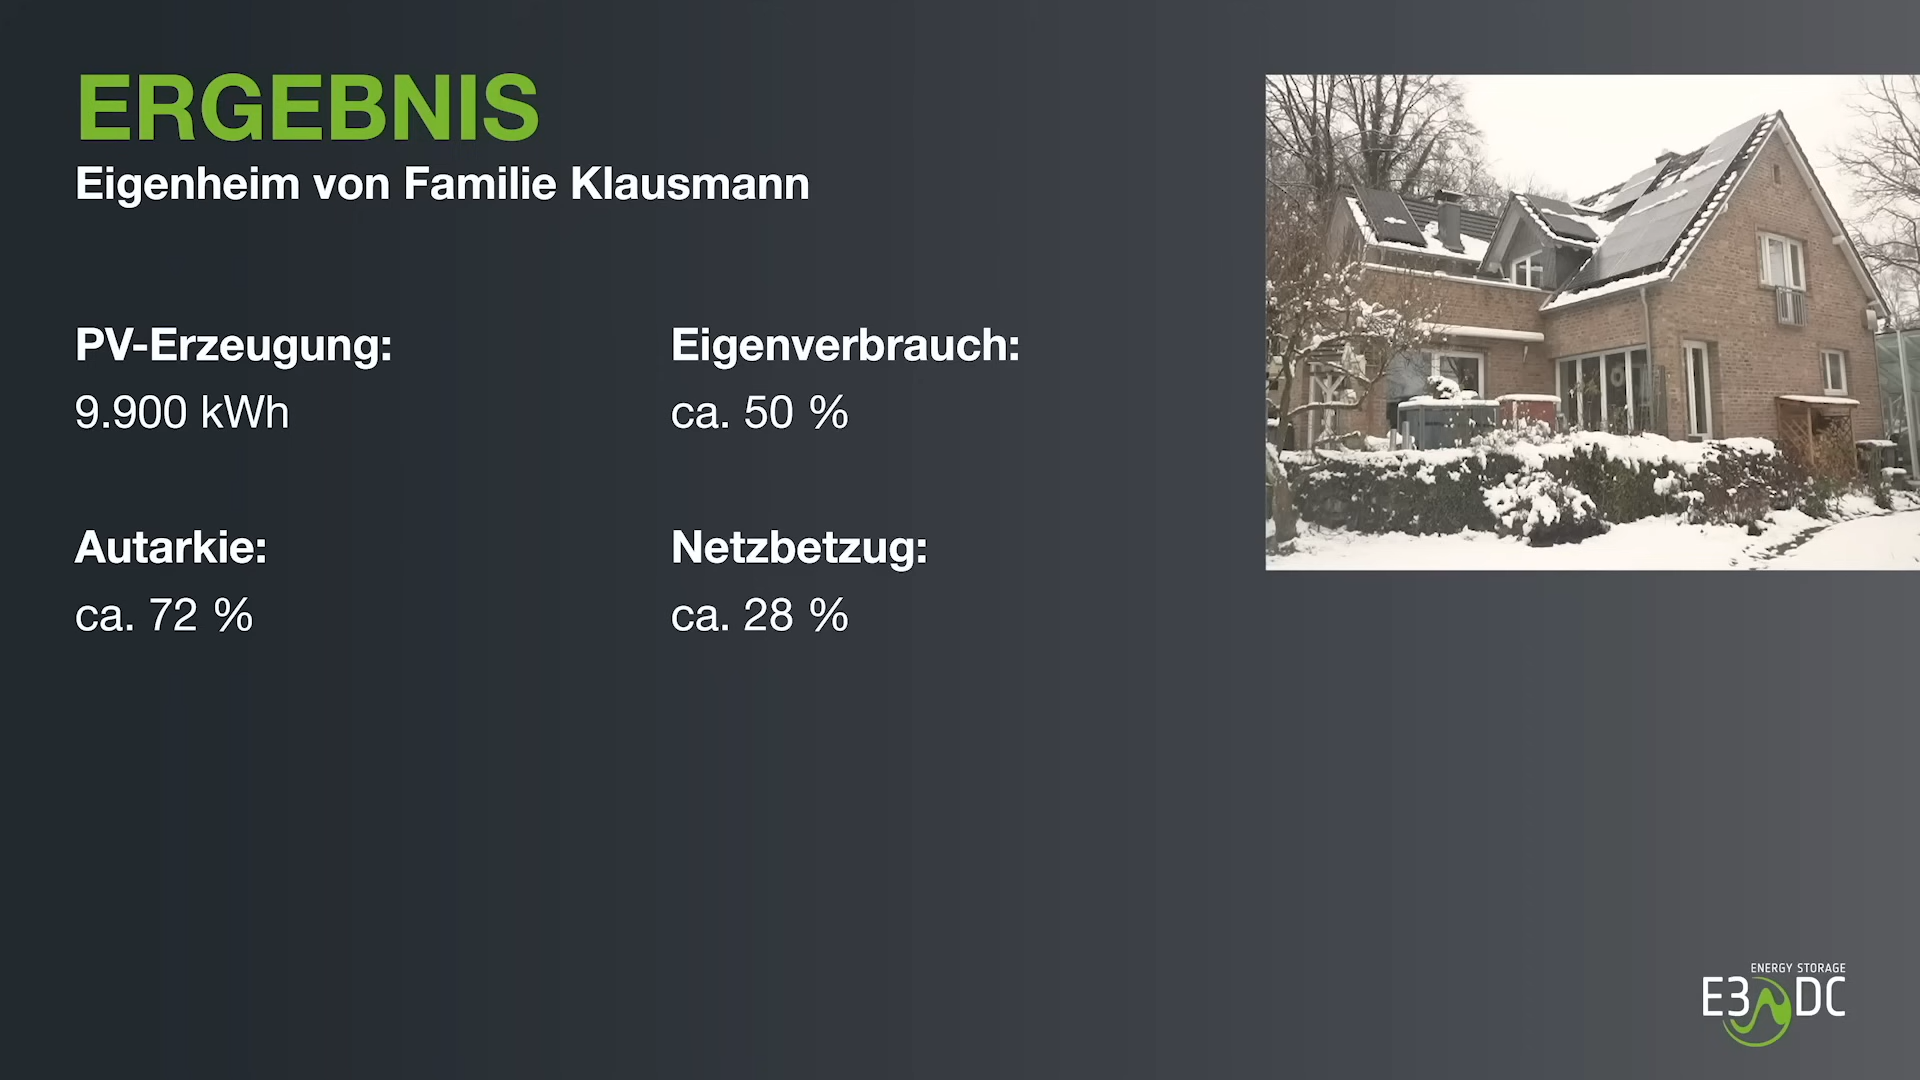 ERGEBNIS
Eigenheim von Familie Klausmann
PV-Erzeugung:
9.900 kWh
Eigenverbrauch:
ca. 50 %
Autarkie:
ca. 72 %
Netzbetzug:
ca. 28 %
ENERGY STORAGE
E3DC